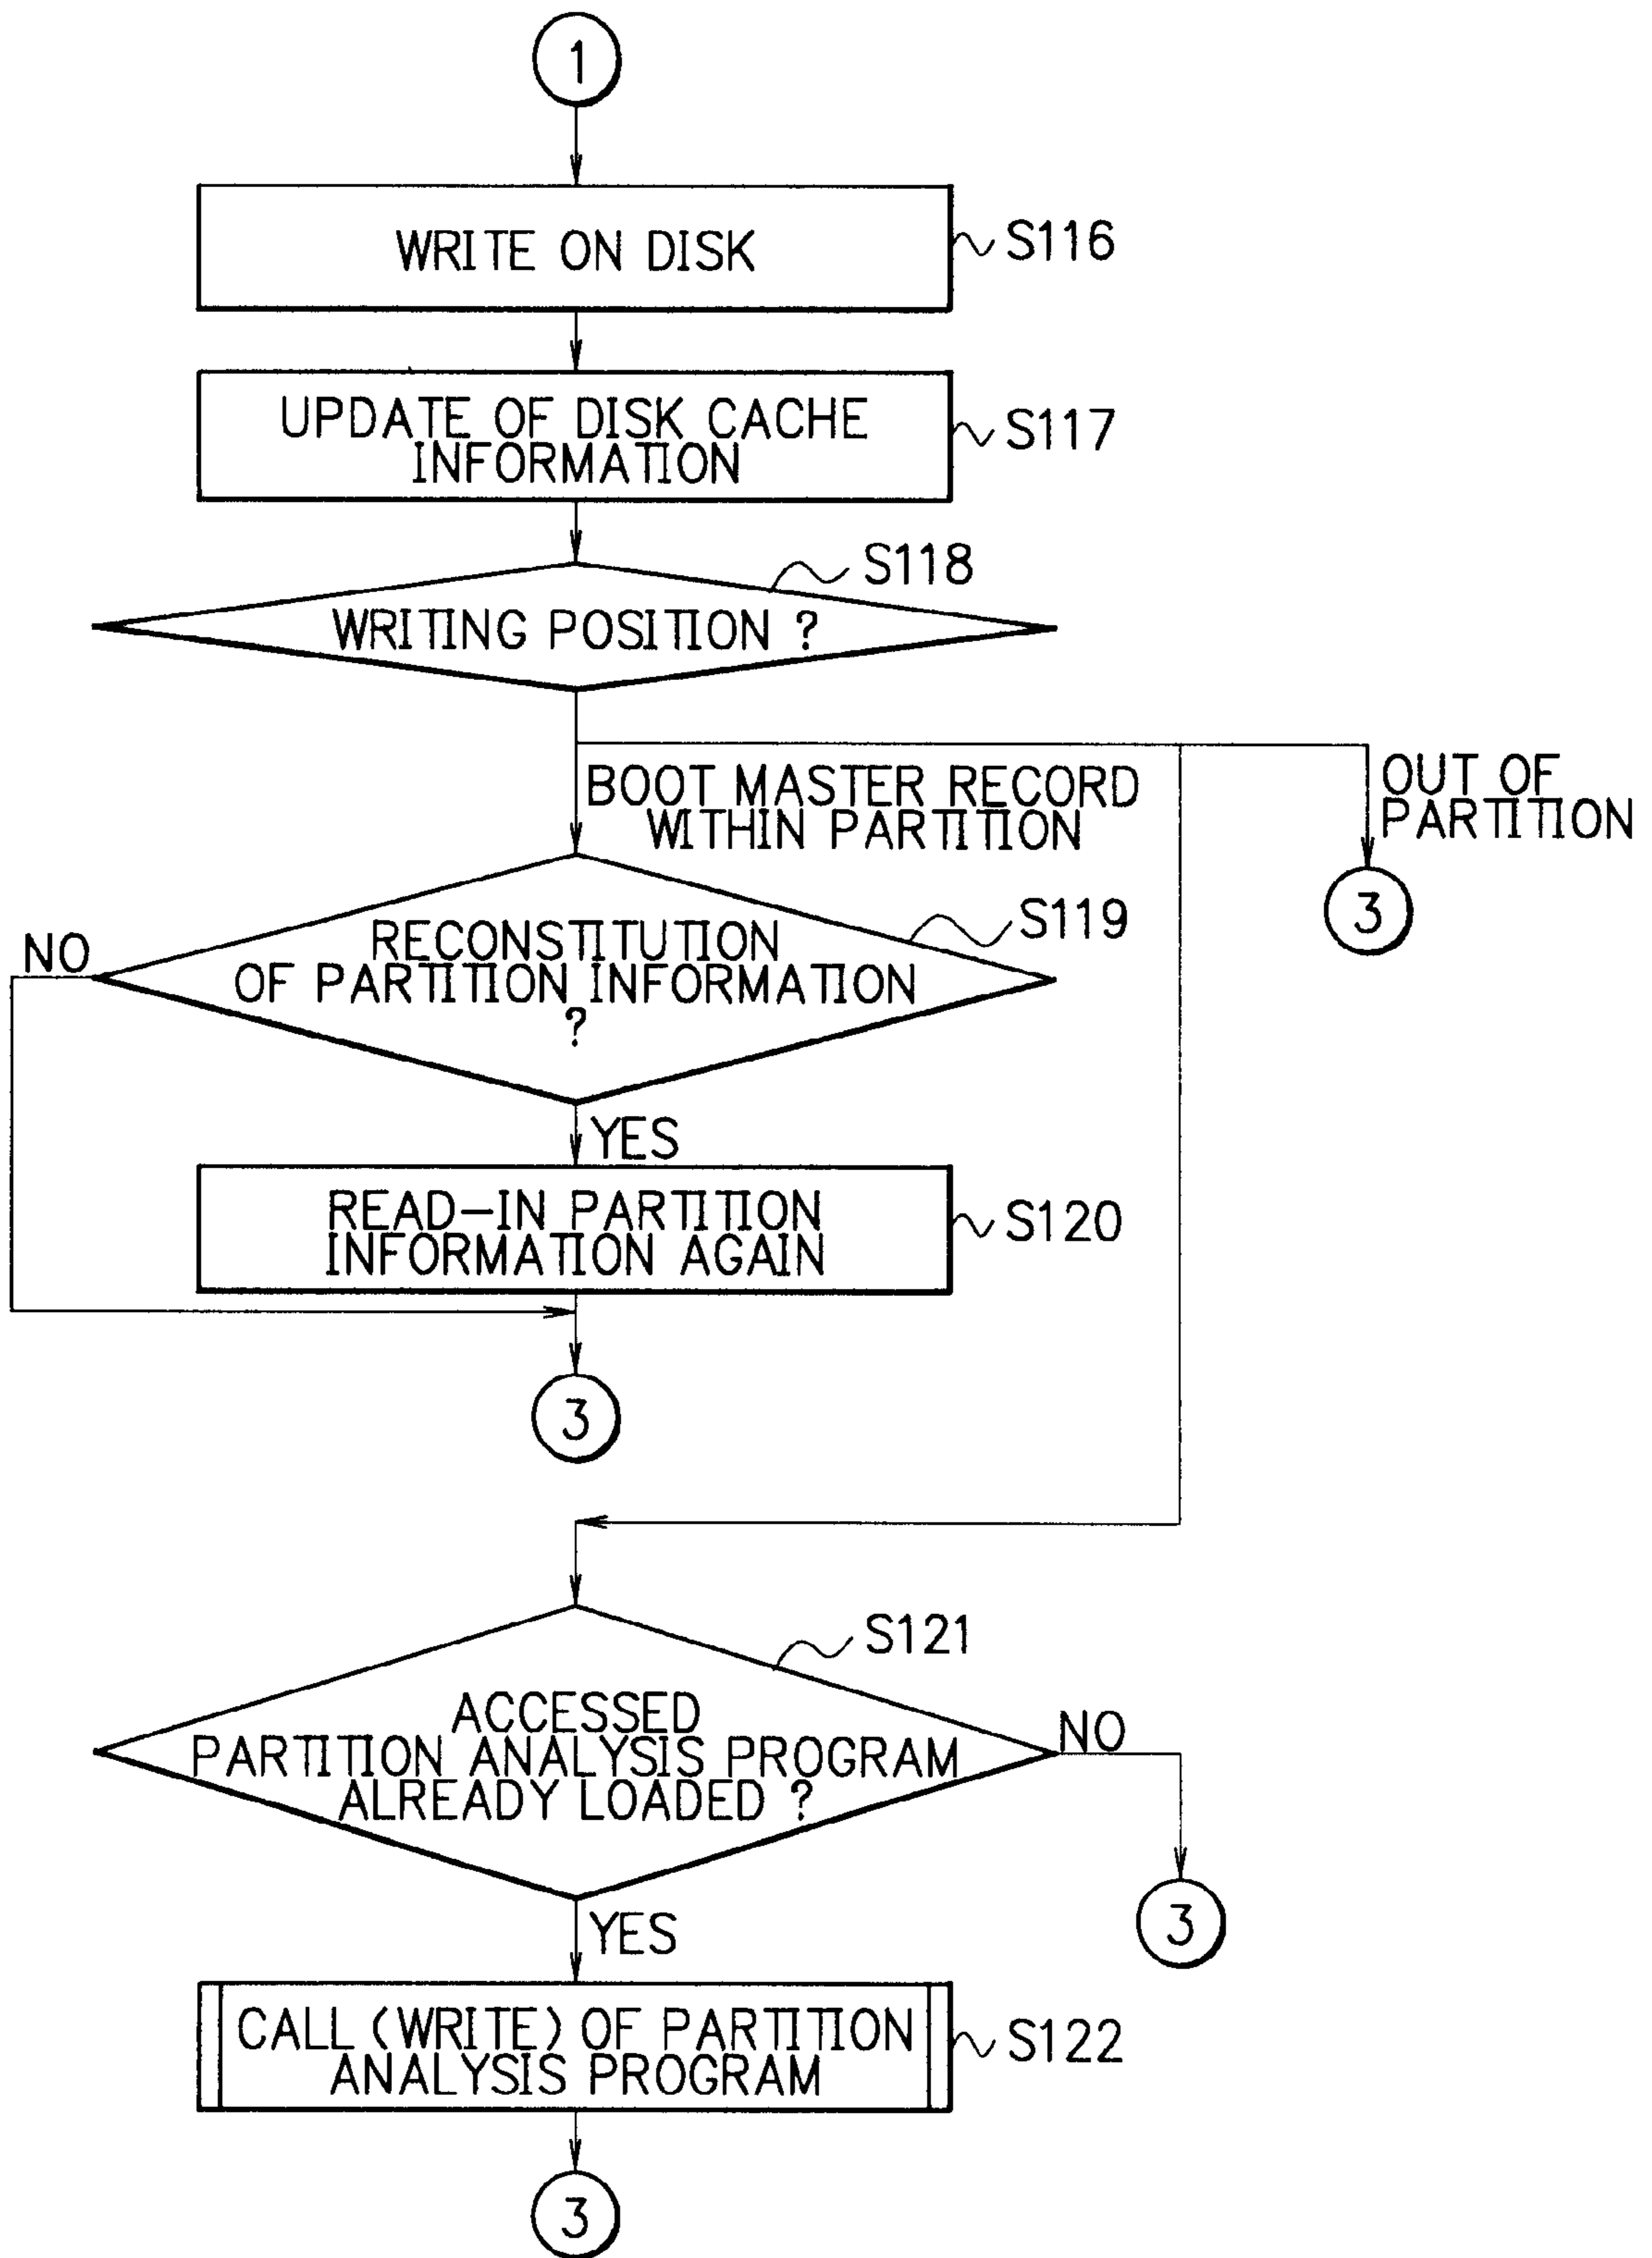 1
WRITE ON DISK
S116
UPDATE OF DISK CACHE
INFORMATION
S117
S118
WRITING POSITION ?
BOOT MASTER RECORD
WITHIN PARTITION
OUT OF
PARTITION
3
S119
NO
RECONSTITUTION
OF PARTITION INFORMATION
?
YES
READ-IN PARTITION
INFORMATION AGAIN
S120
3
S121
ACCESSED
PARTITION ANALYSIS PROGRAM
ALREADY LOADED ?
NO
3
YES
CALL (WRITE) OF PARTITION
ANALYSIS PROGRAM
S122
3